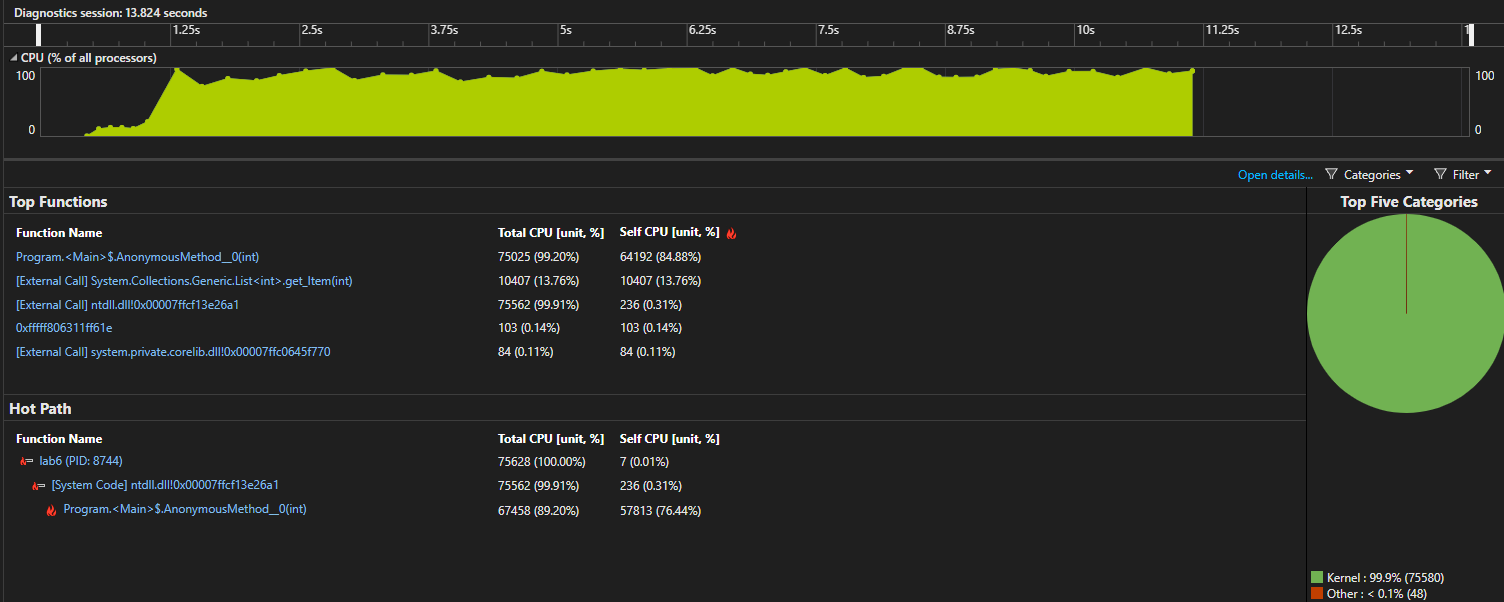 Diagnostics session: 13.824 seconds
1.25s 2.5s 3.75s 5s 6.25s 7.5s 8.75s 10s 11.25s 12.5s
CPU (% of all processors)
100 100
0 0
Open details... Categories Filter
Top Functions Top Five Categories
Function Name Total CPU [unit, %] Self CPU [unit, %]
Program.<Main>$.AnonymousMethod__0(int) 75025 (99.20%) 64192 (84.88%)
[External Call] System.Collections.Generic.List<int>.get_Item(int) 10407 (13.76%) 10407 (13.76%)
[External Call] ntdll.dll!0x00007ffcf13e26a1 75562 (99.91%) 236 (0.31%)
0xfffff806311ff61e 103 (0.14%) 103 (0.14%)
[External Call] system.private.corelib.dll!0x00007ffc0645f770 84 (0.11%) 84 (0.11%)
Hot Path
Function Name Total CPU [unit, %] Self CPU [unit, %]
lab6 (PID: 8744) 75628 (100.00%) 7 (0.01%)
[System Code] ntdll.dll!0x00007ffcf13e26a1 75562 (99.91%) 236 (0.31%)
Program.<Main>$.AnonymousMethod__0(int) 67458 (89.20%) 57813 (76.44%)
Kernel : 99.9% (75580)
Other : < 0.1% (48)